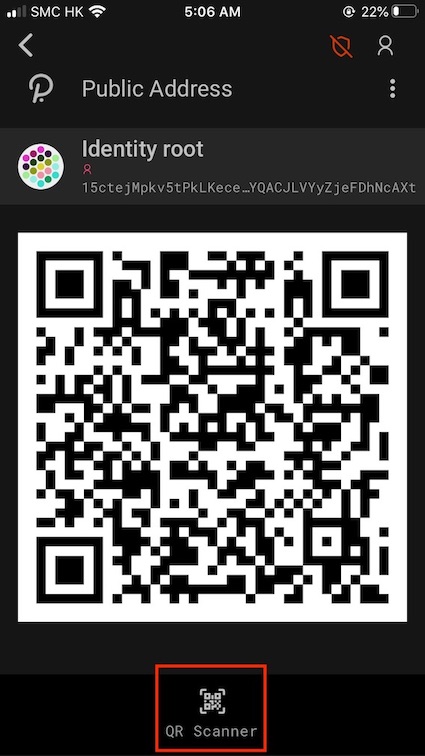 SMC HK 5:06 AM 22%
Public Address
Identity root
15ctejMpkv5tPkLKece…YQACJLVYyZjeFDhNcAXt
QR Scanner